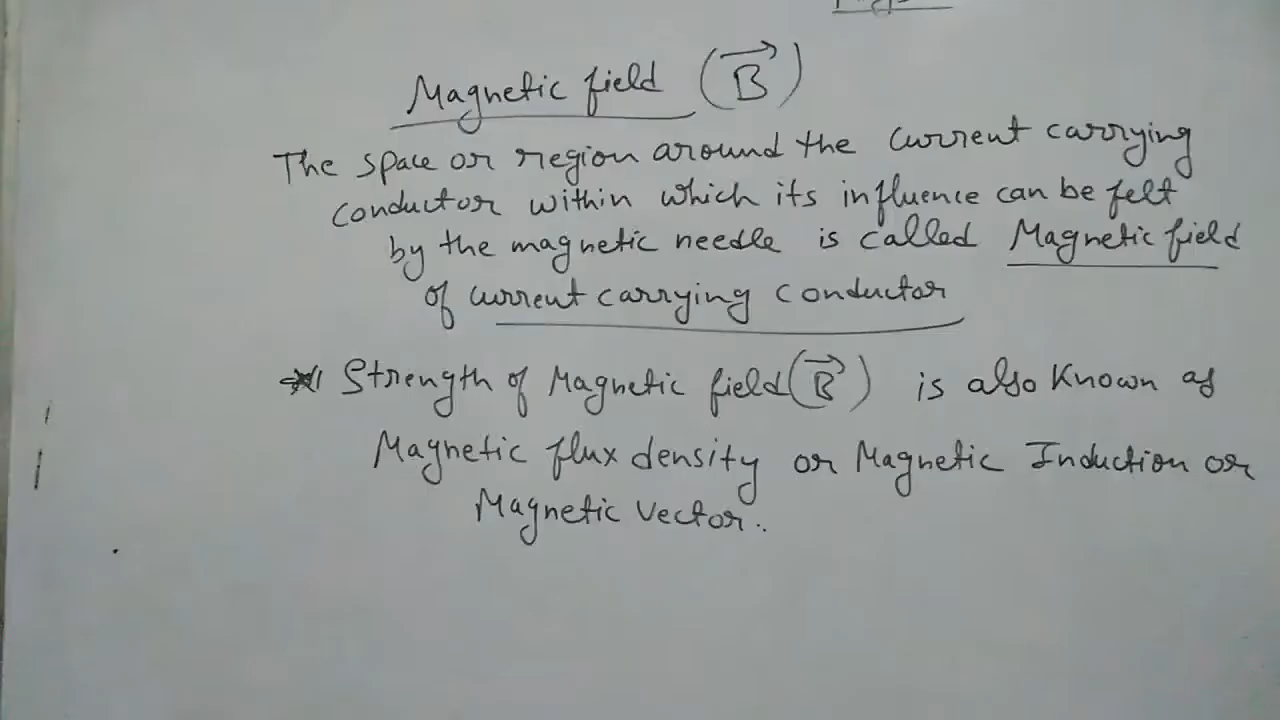 Magnetic field (B⃗)
The space or region around the current carrying
conductor within which its influence can be felt
by the magnetic needle is called Magnetic field
of current carrying conductor
* Strength of Magnetic field (B⃗) is also known as
Magnetic flux density or Magnetic Induction or
Magnetic Vector.